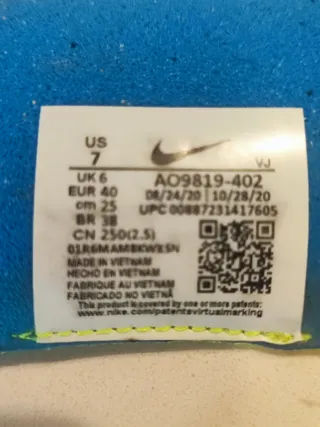 US
7
VJ
UK 6
EUR 40
cm 25
BR 38
CN 250(2.5)
AO9819-402
08/24/20 | 10/28/20
UPC 00887231417605
MADE IN VIETNAM
HECHO EN VIETNAM
FABRIQUE AU VIETNAM
FABRICADO NO VIETNÃ
This product is covered by one or more patents:
www.nike.com/patentsvirtualmarking